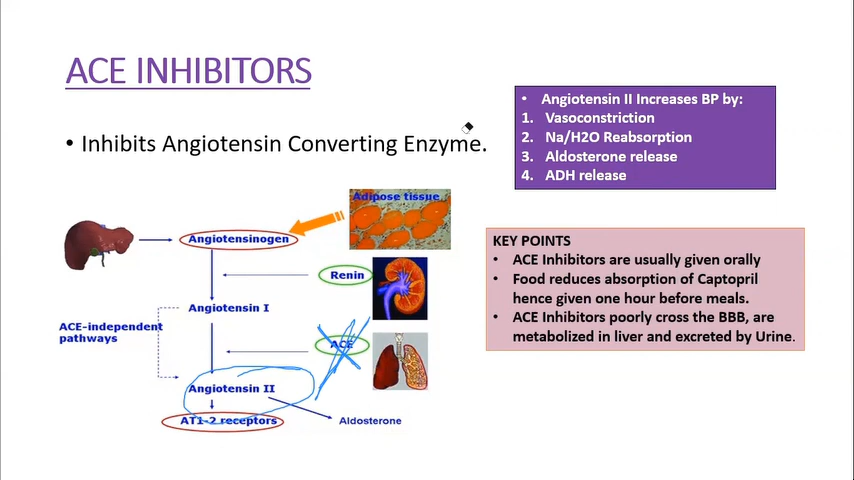 ACE INHIBITORS
• Inhibits Angiotensin Converting Enzyme.
• Angiotensin II Increases BP by:
1. Vasoconstriction
2. Na/H2O Reabsorption
3. Aldosterone release
4. ADH release
Adipose tissue
Angiotensinogen
Renin
Angiotensin I
ACE-independent
pathways
ACE
Angiotensin II
AT1-2 receptors
Aldosterone
KEY POINTS
• ACE Inhibitors are usually given orally
• Food reduces absorption of Captopril
hence given one hour before meals.
• ACE Inhibitors poorly cross the BBB, are
metabolized in liver and excreted by Urine.